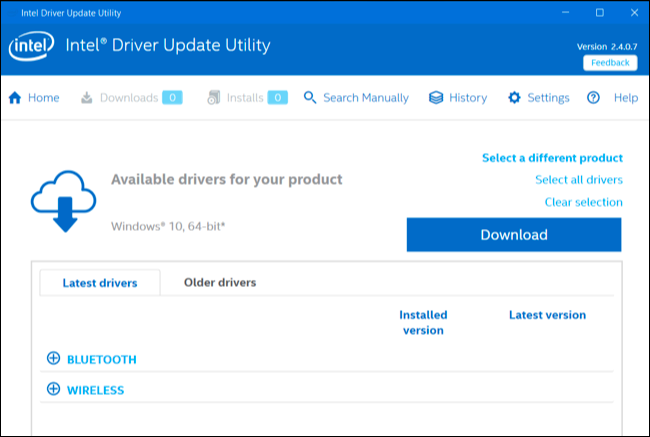 Intel Driver Update Utility
intel
Intel® Driver Update Utility
Version 2.4.0.7
Feedback
Home Downloads 0 Installs 0 Search Manually History Settings Help
Select a different product
Available drivers for your product
Select all drivers
Clear selection
Windows* 10, 64-bit*
Download
Latest drivers Older drivers
Installed Latest version
version
BLUETOOTH
WIRELESS